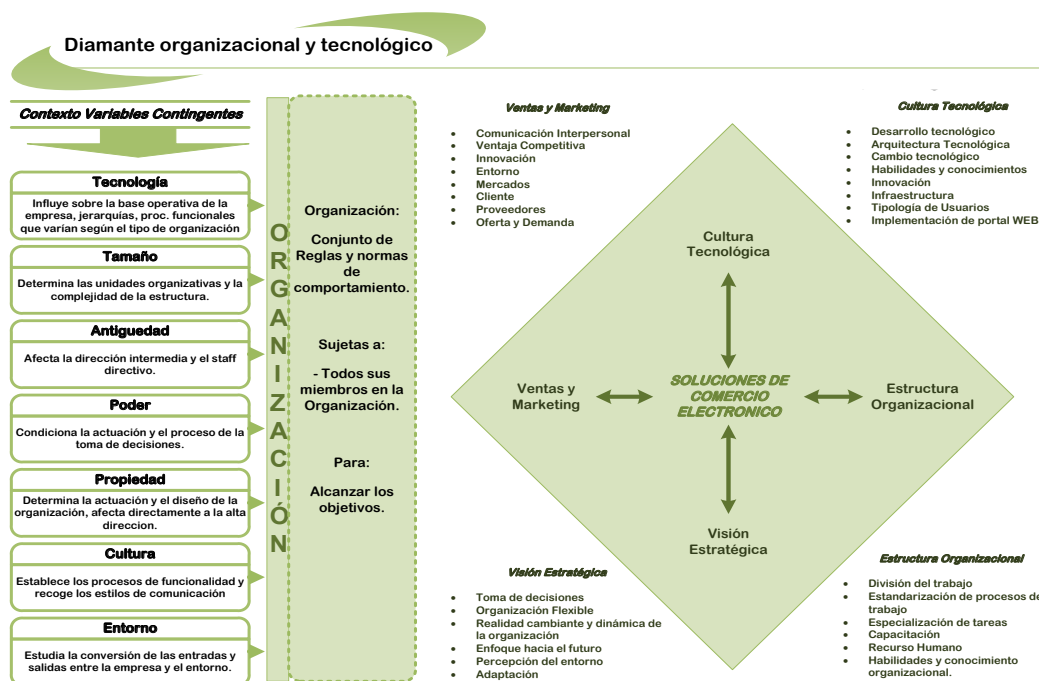 Diamante organizacional y tecnológico
Contexto Variables Contingentes
Tecnología
Influye sobre la base operativa de la
empresa, jerarquías, proc. funcionales
que varían según el tipo de organización
Tamaño
Determina las unidades organizativas y la
complejidad de la estructura.
Antiguedad
Afecta la dirección intermedia y el staff
directivo.
Poder
Condiciona la actuación y el proceso de la
toma de decisiones.
Propiedad
Determina la actuación y el diseño de la
organización, afecta directamente a la alta
direccion.
Cultura
Establece los procesos de funcionalidad y
recoge los estilos de comunicación
Entorno
Estudia la conversión de las entradas y
salidas entre la empresa y el entorno.
ORGANIZACIÓN
Organización:
Conjunto de
Reglas y normas
de
comportamiento.
Sujetas a:
- Todos sus
miembros en la
Organización.
Para:
Alcanzar los
objetivos.
Ventas y Marketing
• Comunicación Interpersonal
• Ventaja Competitiva
• Innovación
• Entorno
• Mercados
• Cliente
• Proveedores
• Oferta y Demanda
Cultura Tecnológica
• Desarrollo tecnológico
• Arquitectura Tecnológica
• Cambio tecnológico
• Habilidades y conocimientos
• Innovación
• Infraestructura
• Tipología de Usuarios
• Implementación de portal WEB
Cultura
Tecnológica
Ventas y
Marketing
SOLUCIONES DE
COMERCIO
ELECTRONICO
Estructura
Organizacional
Visión
Estratégica
Visión Estratégica
• Toma de decisiones
• Organización Flexible
• Realidad cambiante y dinámica de
la organización
• Enfoque hacia el futuro
• Percepción del entorno
• Adaptación
Estructura Organizacional
• División del trabajo
• Estandarización de procesos de
trabajo
• Especialización de tareas
• Capacitación
• Recurso Humano
• Habilidades y conocimiento
organizacional.